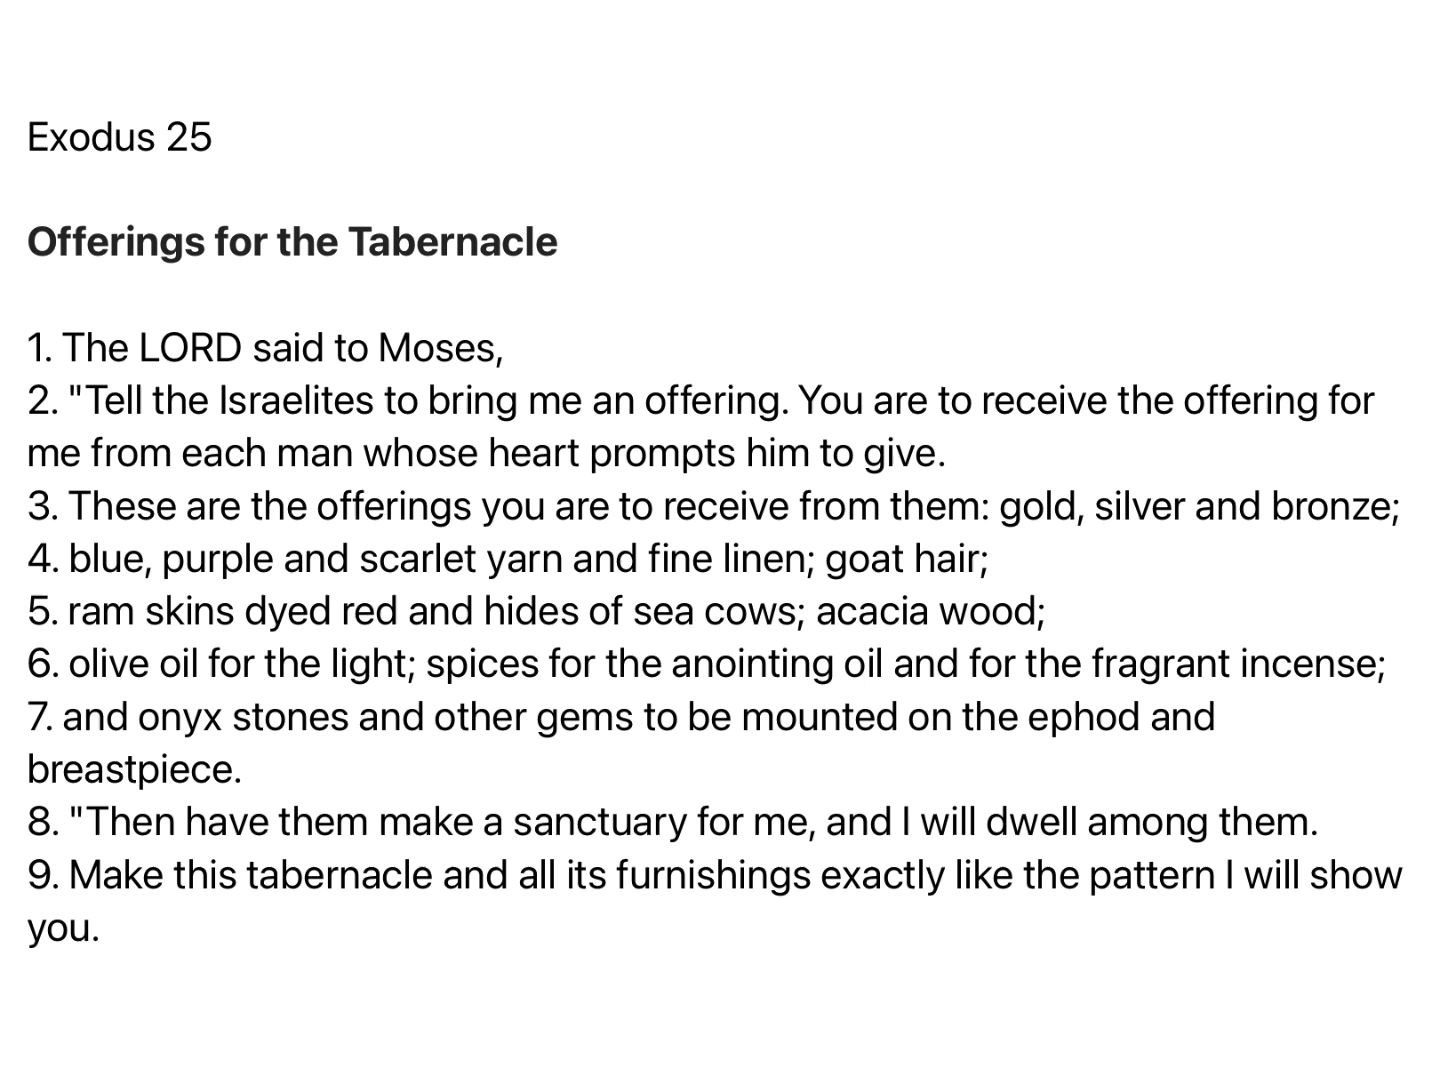 Exodus 25
Offerings for the Tabernacle
1. The LORD said to Moses,
2. "Tell the Israelites to bring me an offering. You are to receive the offering for
me from each man whose heart prompts him to give.
3. These are the offerings you are to receive from them: gold, silver and bronze;
4. blue, purple and scarlet yarn and fine linen; goat hair;
5. ram skins dyed red and hides of sea cows; acacia wood;
6. olive oil for the light; spices for the anointing oil and for the fragrant incense;
7. and onyx stones and other gems to be mounted on the ephod and
breastpiece.
8. "Then have them make a sanctuary for me, and I will dwell among them.
9. Make this tabernacle and all its furnishings exactly like the pattern I will show
you.